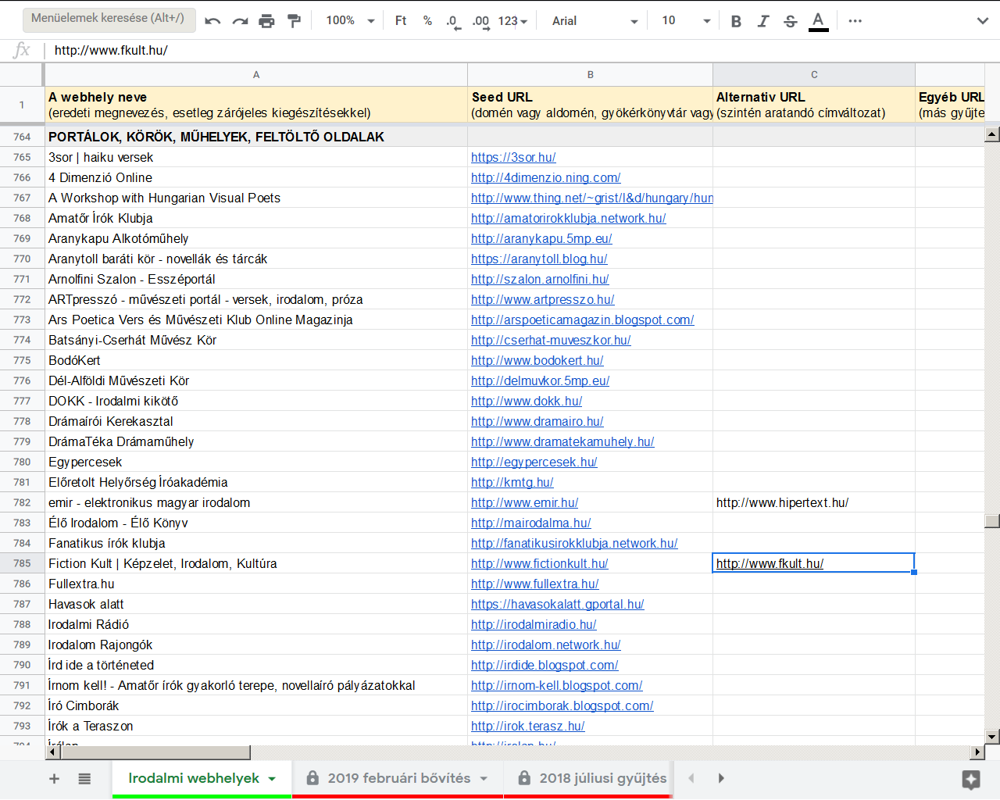 Menüelemek keresése (Alt+/)
100%
Ft
%
.0
.00
123
Arial
10
B
I
S
A
fx
http://www.fkult.hu/
A B C
1
A webhely neve Seed URL Alternativ URL Egyéb URL
(eredeti megnevezés, esetleg zárójeles kiegészítésekkel) (domén vagy aldomén, gyökérkönyvtár vagy (szintén aratandó címváltozat) (más gyűjte
764 PORTÁLOK, KÖRÖK, MŰHELYEK, FELTÖLTŐ OLDALAK
765 3sor | haiku versek https://3sor.hu/
766 4 Dimenzió Online http://4dimenzio.ning.com/
767 A Workshop with Hungarian Visual Poets http://www.thing.net/~grist/l&d/hungary/hun
768 Amatőr Írók Klubja http://amatorirokklubja.network.hu/
769 Aranykapu Alkotóműhely http://aranykapu.5mp.eu/
770 Aranytoll baráti kör - novellák és tárcák https://aranytoll.blog.hu/
771 Arnolfini Szalon - Esszéportál http://szalon.arnolfini.hu/
772 ARTpresszó - művészeti portál - versek, irodalom, próza http://www.artpresszo.hu/
773 Ars Poetica Vers és Művészeti Klub Online Magazinja http://arspoeticamagazin.blogspot.com/
774 Batsányi-Cserhát Művész Kör http://cserhat-muveszkor.hu/
775 BodóKert http://www.bodokert.hu/
776 Dél-Alföldi Művészeti Kör http://delmuvkor.5mp.eu/
777 DOKK - Irodalmi kikötő http://www.dokk.hu/
778 Drámaírói Kerekasztal http://www.dramairo.hu/
779 DrámaTéka Drámaműhely http://www.dramatekamuhely.hu/
780 Egypercesek http://egypercesek.hu/
781 Előretolt Helyőrség Íróakadémia http://kmtg.hu/
782 emir - elektronikus magyar irodalom http://www.emir.hu/ http://www.hipertext.hu/
783 Élő Irodalom - Élő Könyv http://mairodalma.hu/
784 Fanatikus írók klubja http://fanatikusirokklubja.network.hu/
785 Fiction Kult | Képzelet, Irodalom, Kultúra http://www.fictionkult.hu/ http://www.fkult.hu/
786 Fullextra.hu http://www.fullextra.hu/
787 Havasok alatt https://havasokalatt.gportal.hu/
788 Irodalmi Rádió http://irodalmiradio.hu/
789 Irodalom Rajongók http://irodalom.network.hu/
790 Írd ide a történeted http://irdide.blogspot.com/
791 Írnom kell! - Amatőr írók gyakorló terepe, novellaíró pályázatokkal http://irnom-kell.blogspot.com/
792 Író Cimborák http://irocimborak.blogspot.com/
793 Írók a Teraszon http://irok.terasz.hu/
Irodalmi webhelyek 2019 februári bővítés 2018 júliusi gyűjtés